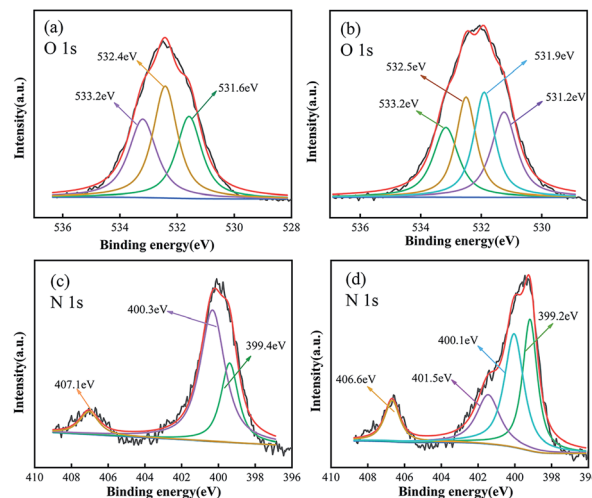 (a)
O 1s
532.4eV
533.2eV
531.6eV
Intensity(a.u.)
536 534 532 530 528
Binding energy(eV)
(b)
O 1s
532.5eV
531.9eV
533.2eV
531.2eV
Intensity(a.u.)
536 534 532 530
Binding energy(eV)
(c)
N 1s
400.3eV
399.4eV
407.1eV
Intensity(a.u.)
410 408 406 404 402 400 398 396
Binding energy(eV)
(d)
N 1s
399.2eV
400.1eV
401.5eV
406.6eV
Intensity(a.u.)
410 408 406 404 402 400 398 39
Binding energy(eV)